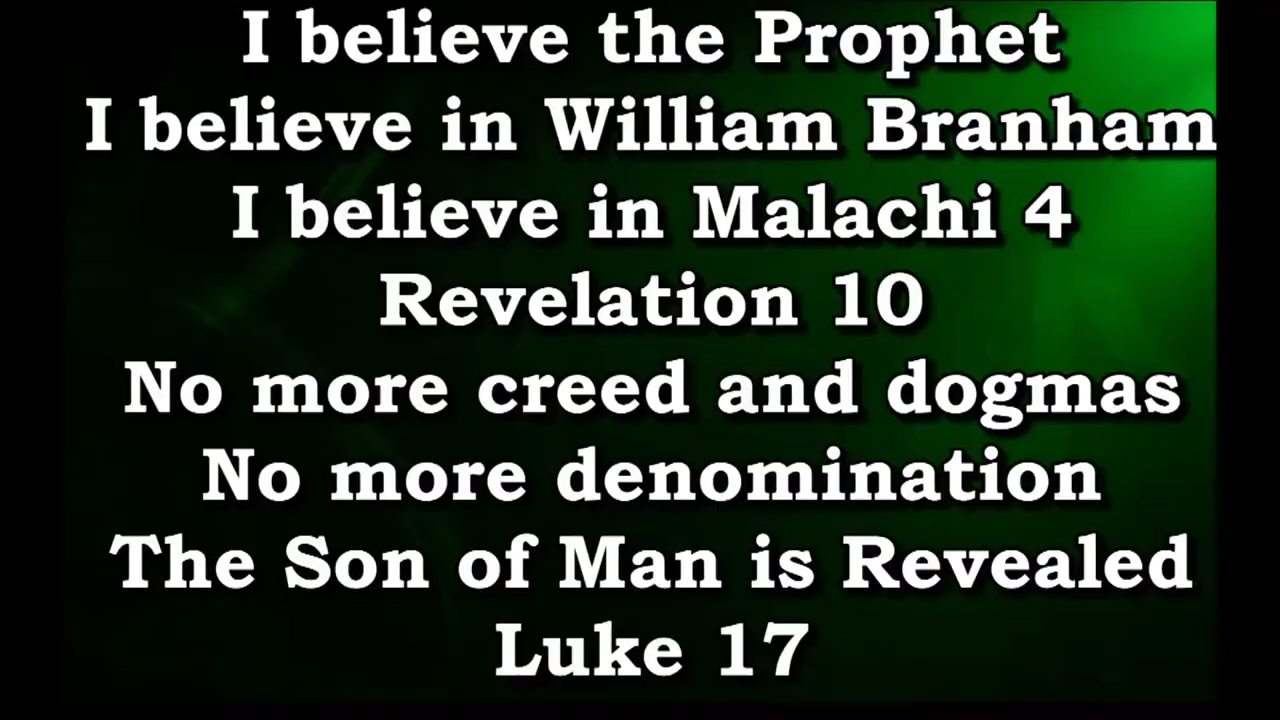 I believe the Prophet
I believe in William Branham
I believe in Malachi 4
Revelation 10
No more creed and dogmas
No more denomination
The Son of Man is Revealed
Luke 17